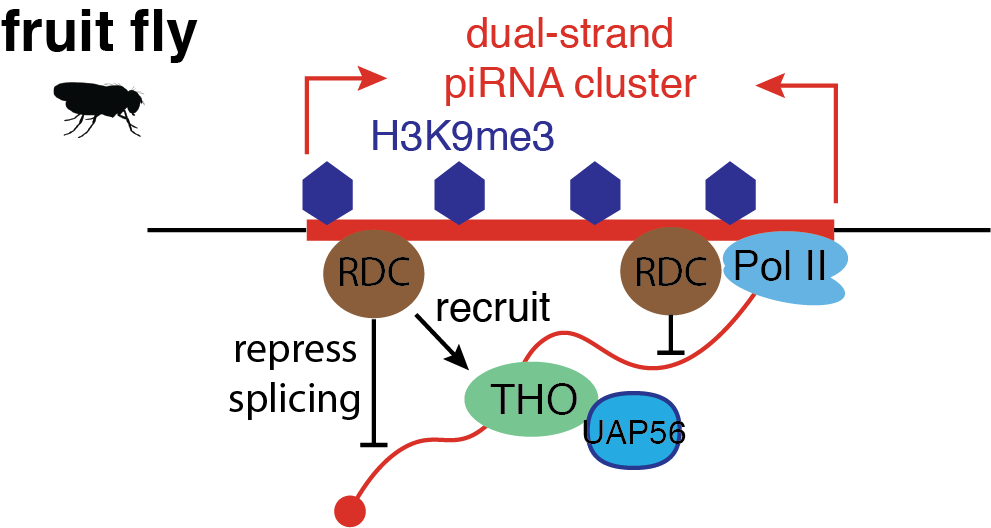 fruit fly
dual-strand
piRNA cluster
H3K9me3
RDC
RDC
Pol II
recruit
repress
splicing
THO
UAP56